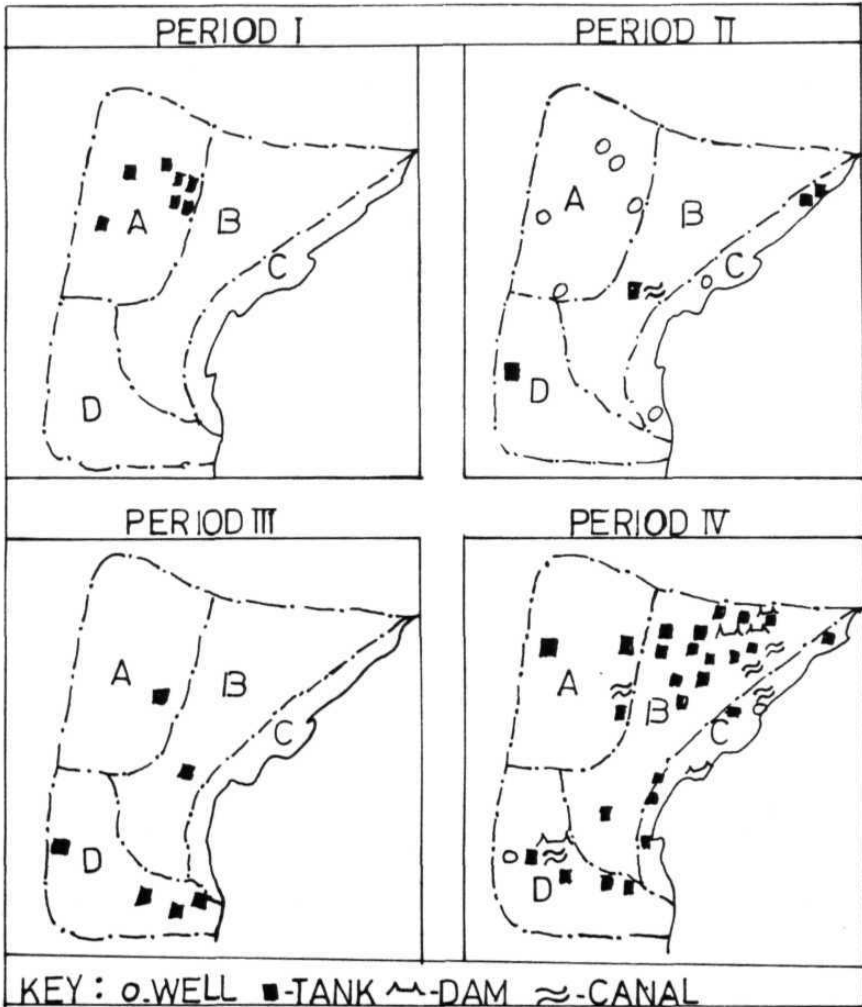 PERIOD I
PERIOD II
A
B
C
D
A
B
C
D
PERIOD III
PERIOD IV
A
B
C
D
A
B
C
D
KEY : O.WELL ■-TANK -DAM ≈-CANAL